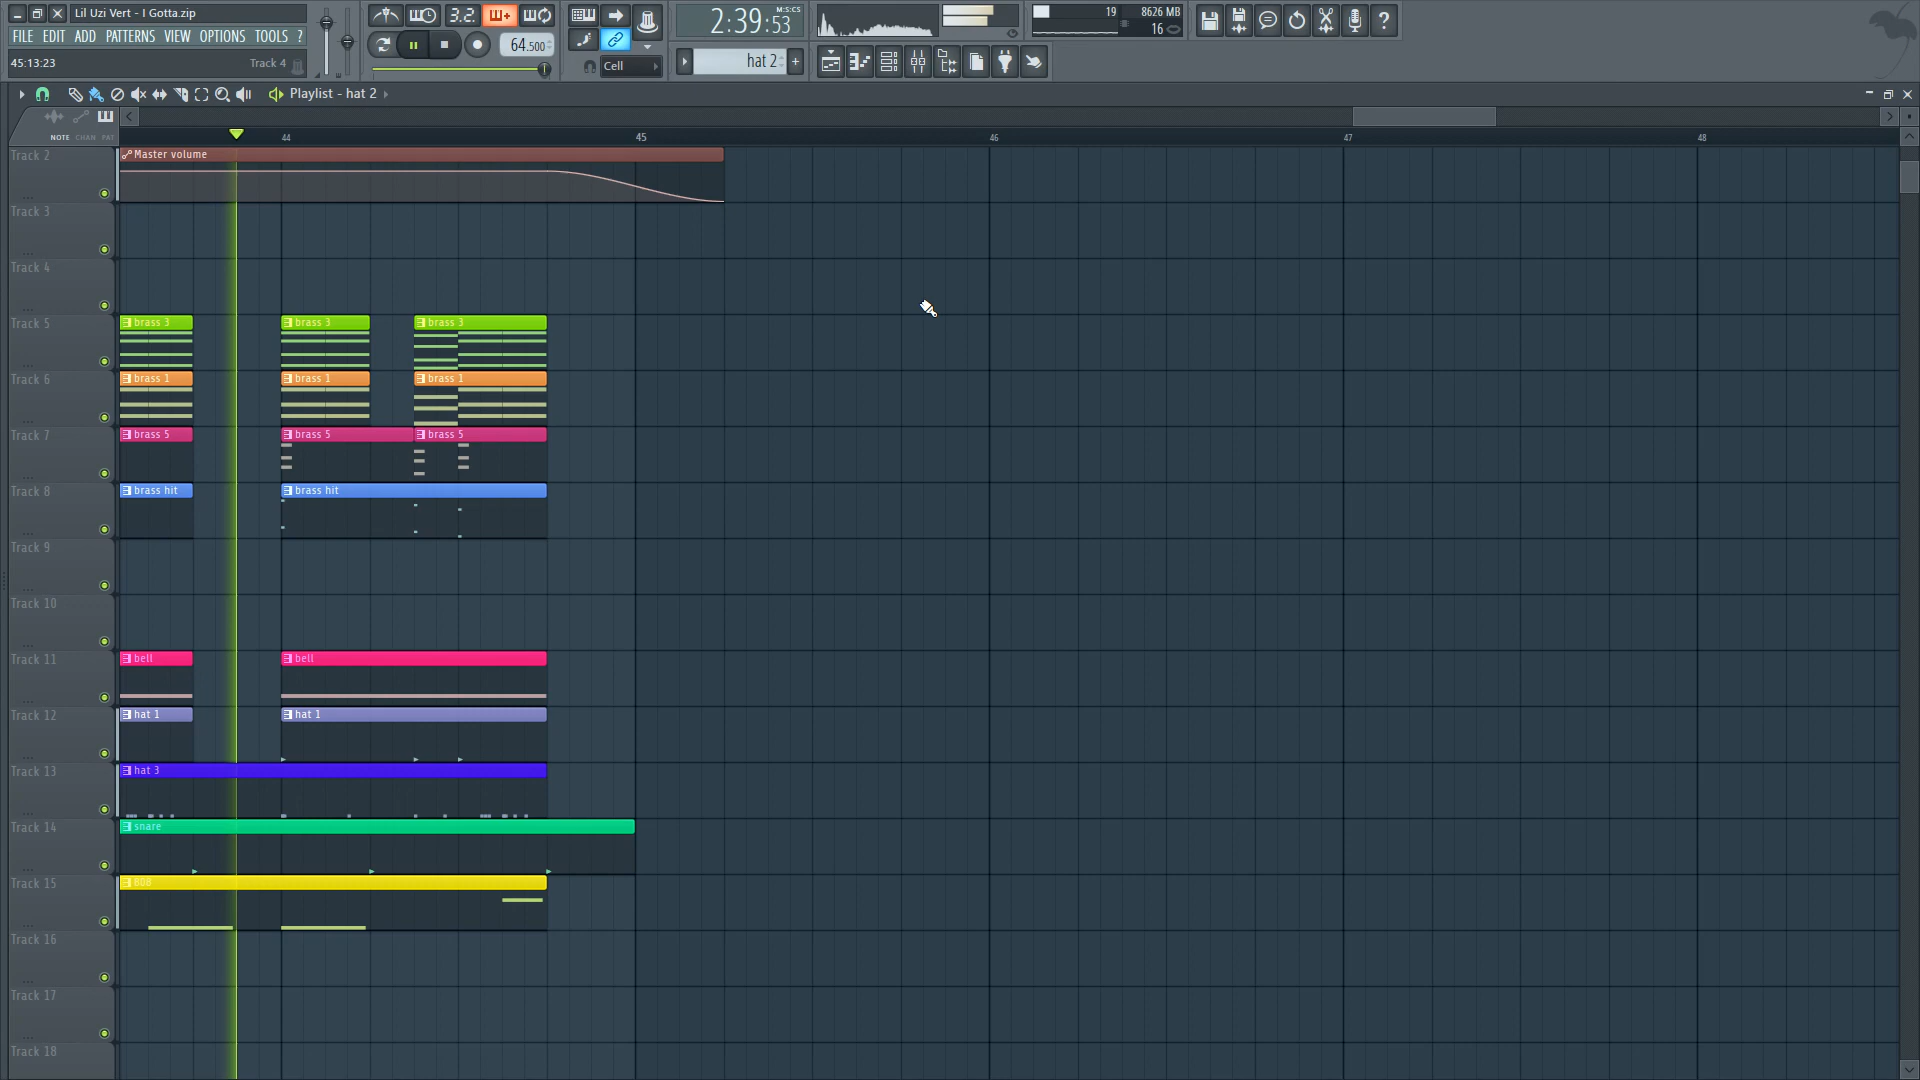 Lil Uzi Vert - I Gotta.zip
FILE EDIT ADD PATTERNS VIEW OPTIONS TOOLS ?
45:13:23 Track 4
3.2.
64.500
Cell
2:39:53
M:S:CS
hat 2
19 8626 MB
16
Playlist - hat 2
NOTE CHAN PAT
44 45 46 47 48
Track 2
Master volume
Track 3
Track 4
Track 5
brass 3 brass 3 brass 3
Track 6
brass 1 brass 1 brass 1
Track 7
brass 5 brass 5 brass 5
Track 8
brass hit brass hit
Track 9
Track 10
Track 11
bell bell
Track 12
hat 1 hat 1
Track 13
hat 3
Track 14
snare
Track 15
808
Track 16
Track 17
Track 18